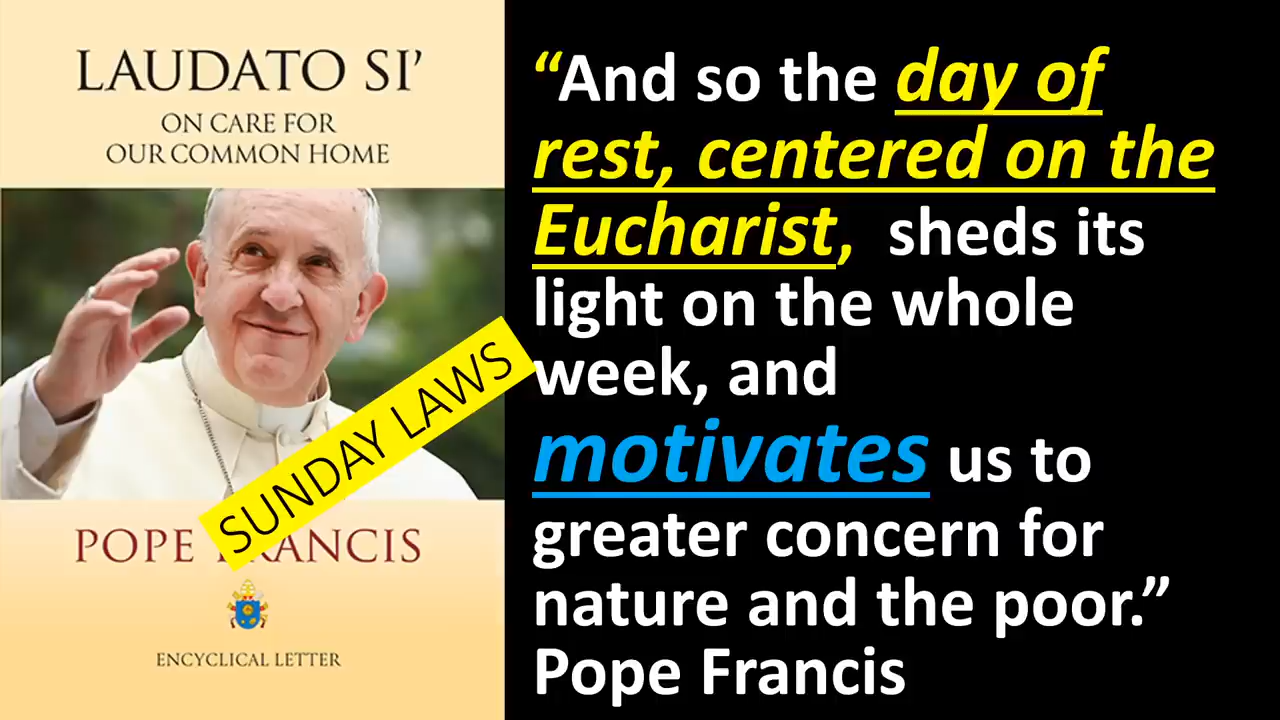 LAUDATO SI’
ON CARE FOR
OUR COMMON HOME
SUNDAY LAWS
POPE FRANCIS
ENCYCLICAL LETTER
“And so the day of
rest, centered on the
Eucharist, sheds its
light on the whole
week, and
motivates us to
greater concern for
nature and the poor.”
Pope Francis